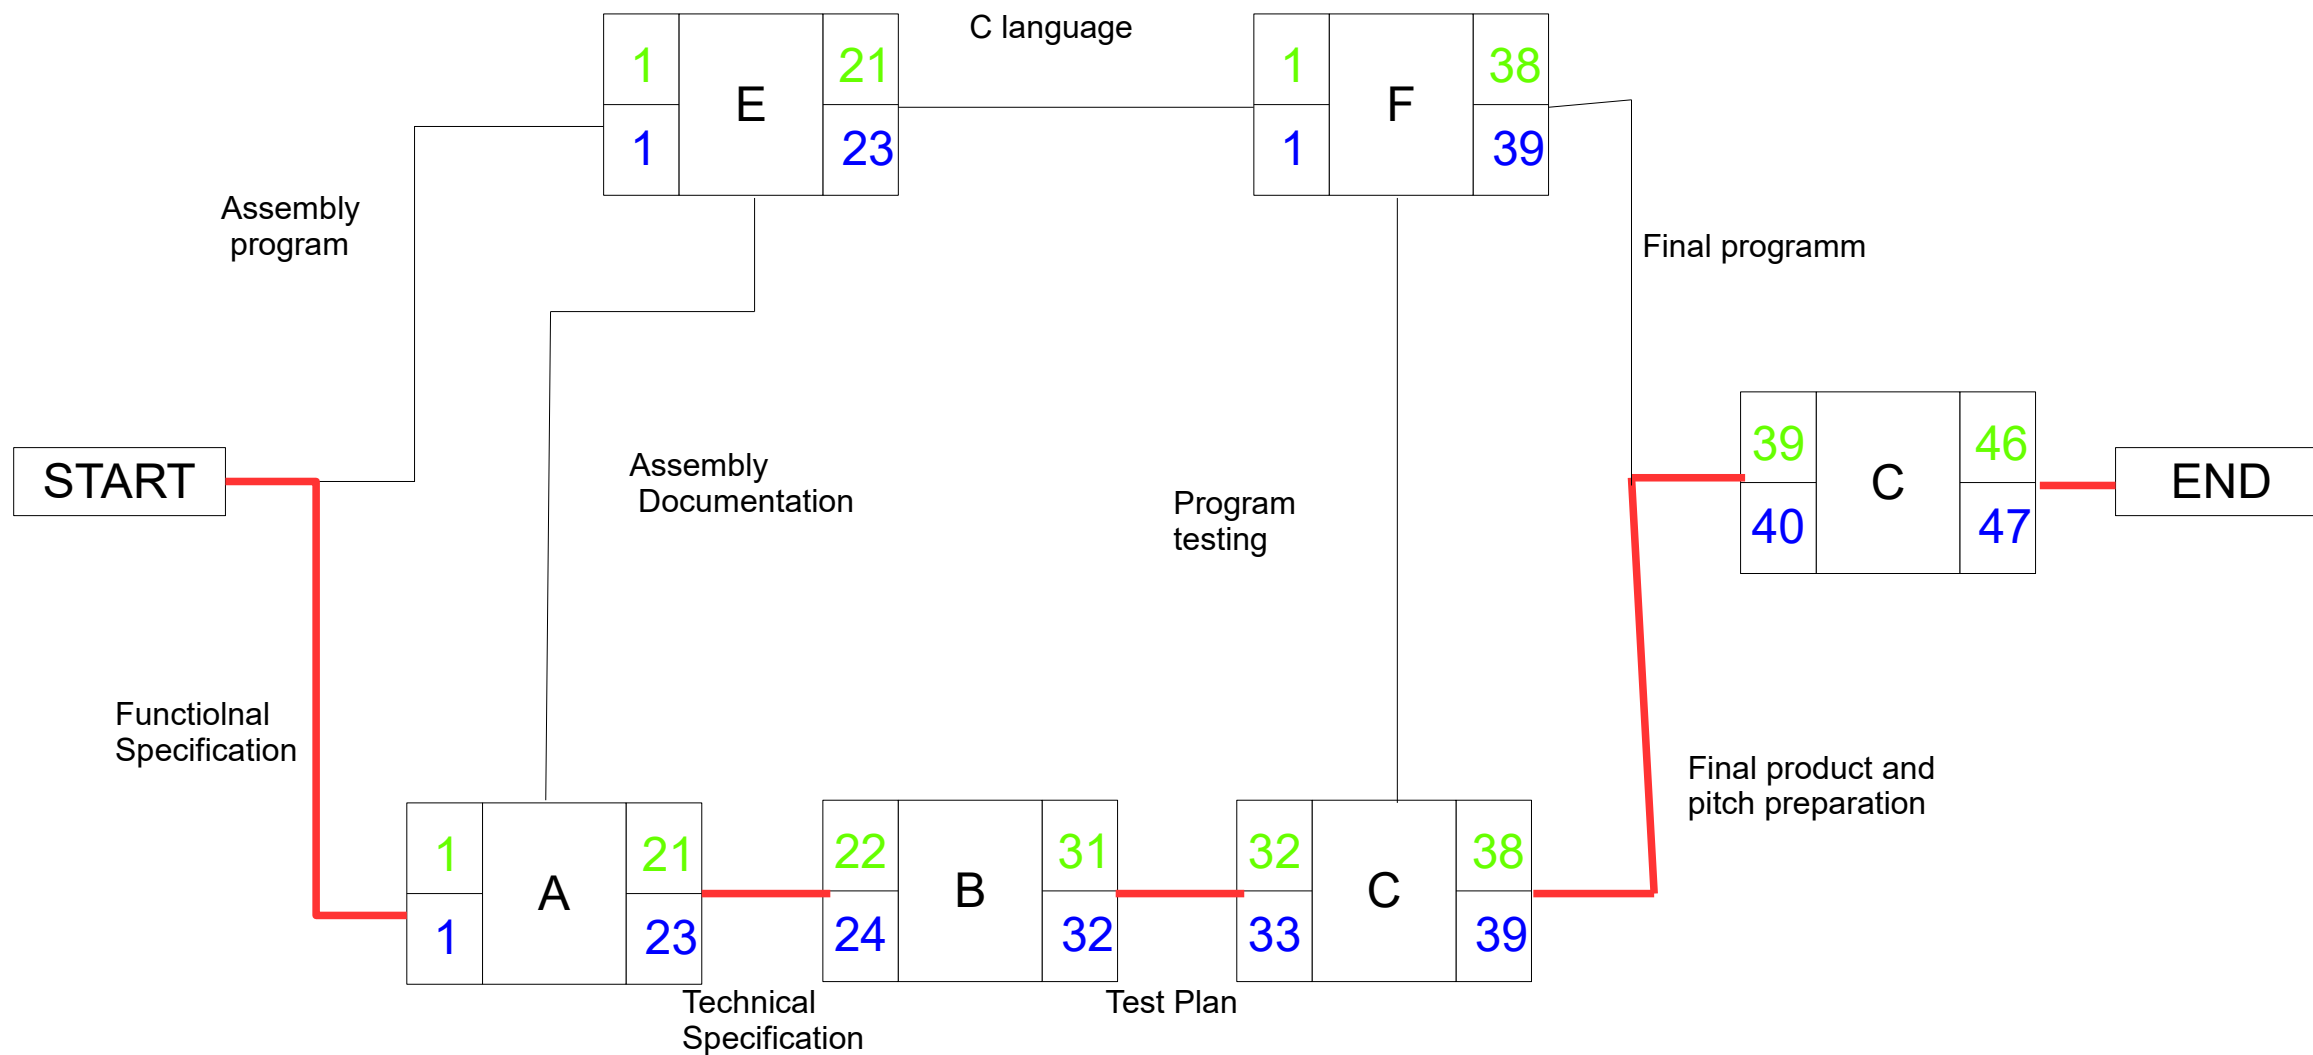 C language
1
E
21
1
23
1
F
38
1
39
Assembly
program
Final programm
START
Assembly
Documentation
Program
testing
39
C
46
40
47
END
Functiolnal
Specification
Final product and
pitch preparation
1
A
21
1
23
22
B
31
24
32
32
C
38
33
39
Technical
Specification
Test Plan